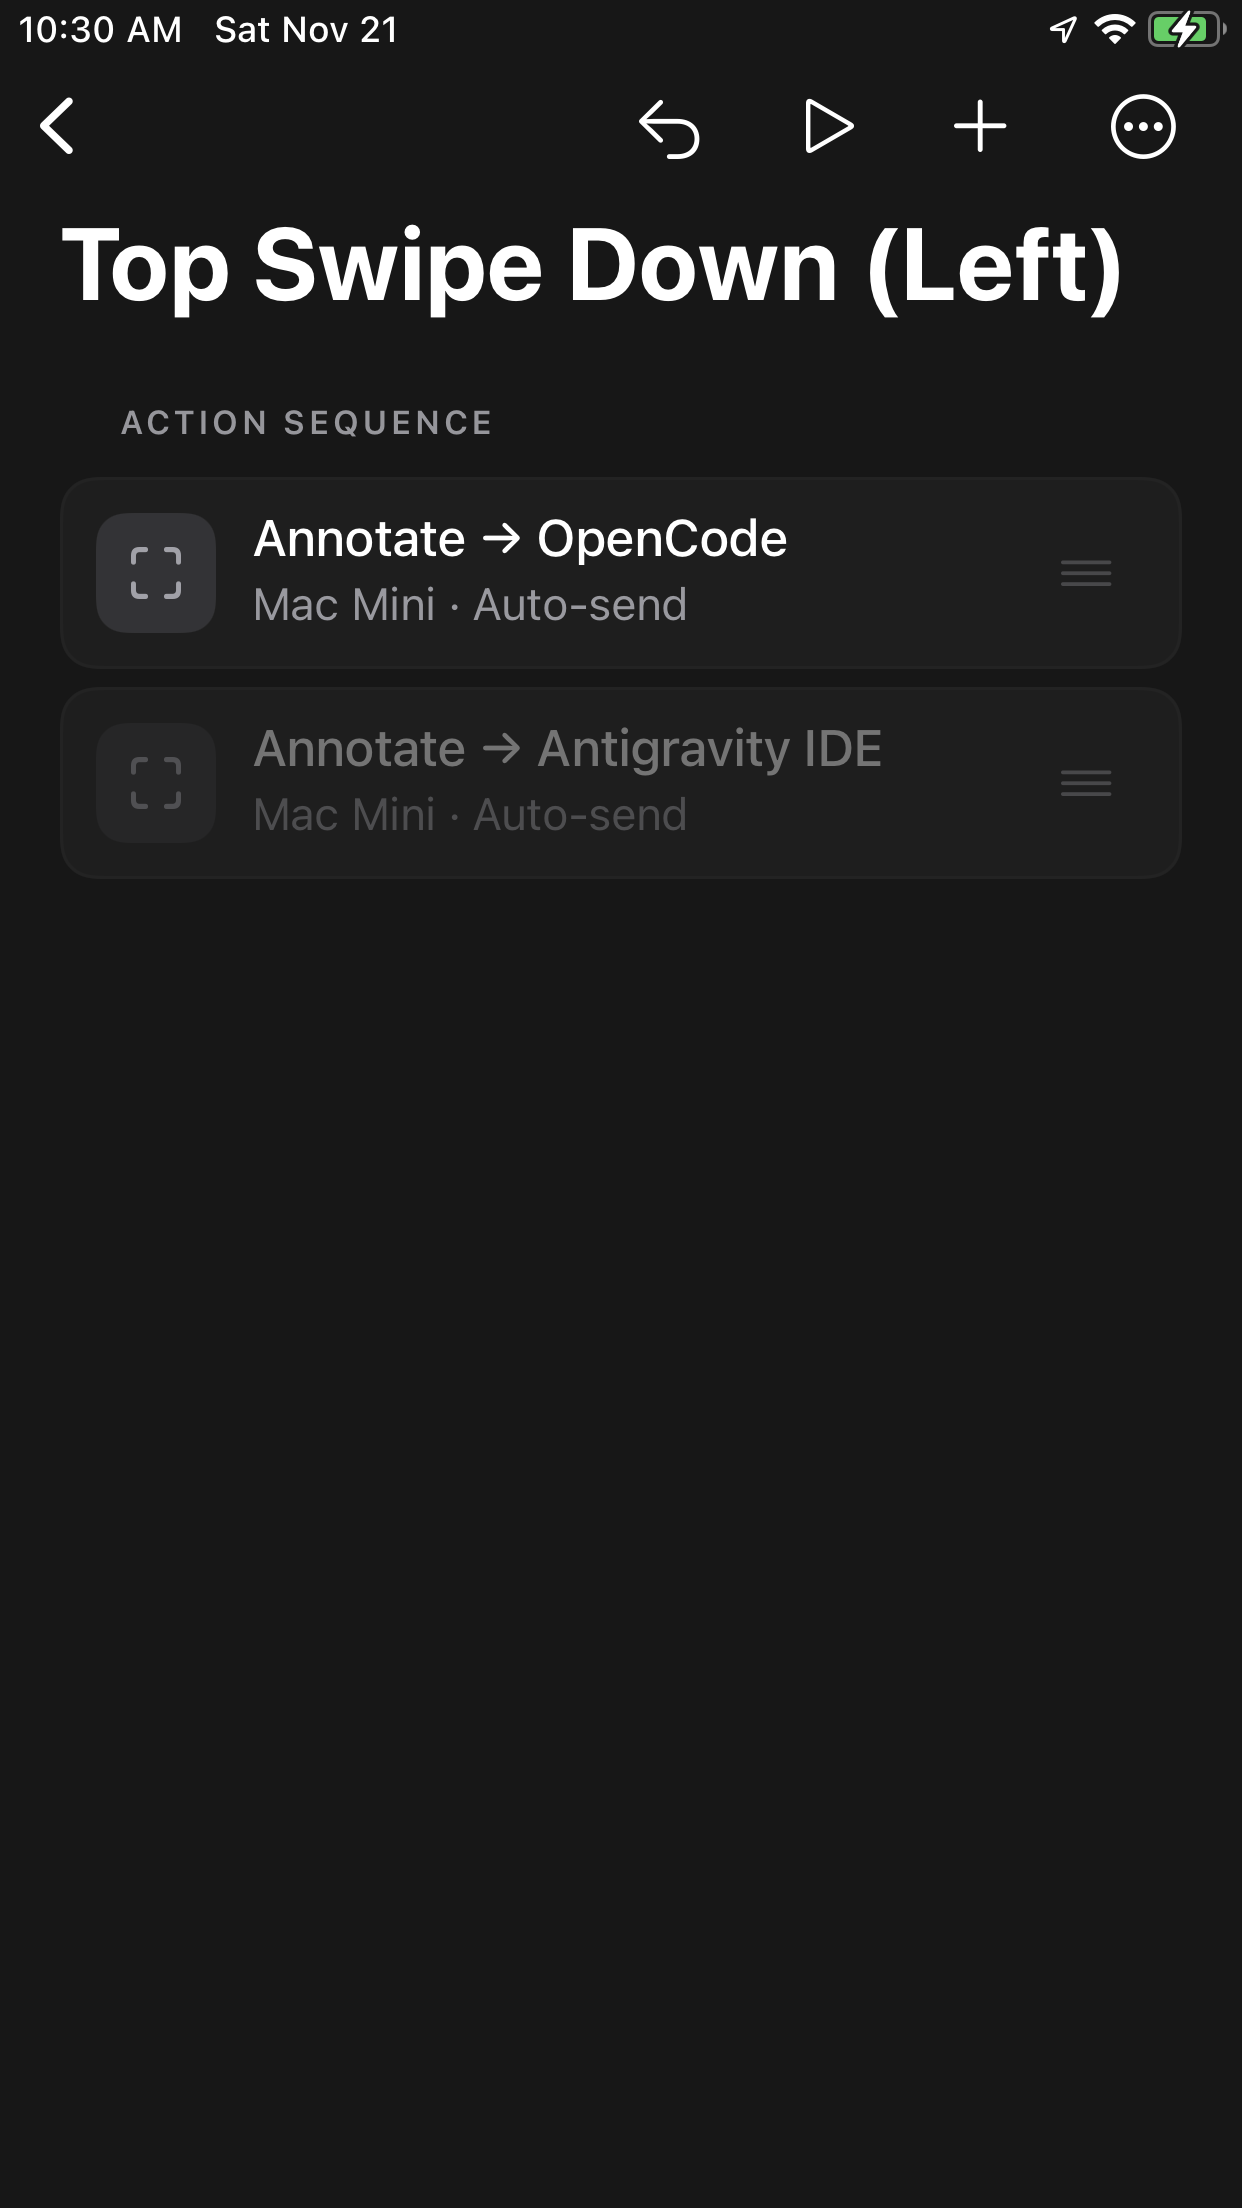 10:30 AM Sat Nov 21
Top Swipe Down (Left)
ACTION SEQUENCE
Annotate → OpenCode
Mac Mini · Auto-send
Annotate → Antigravity IDE
Mac Mini · Auto-send